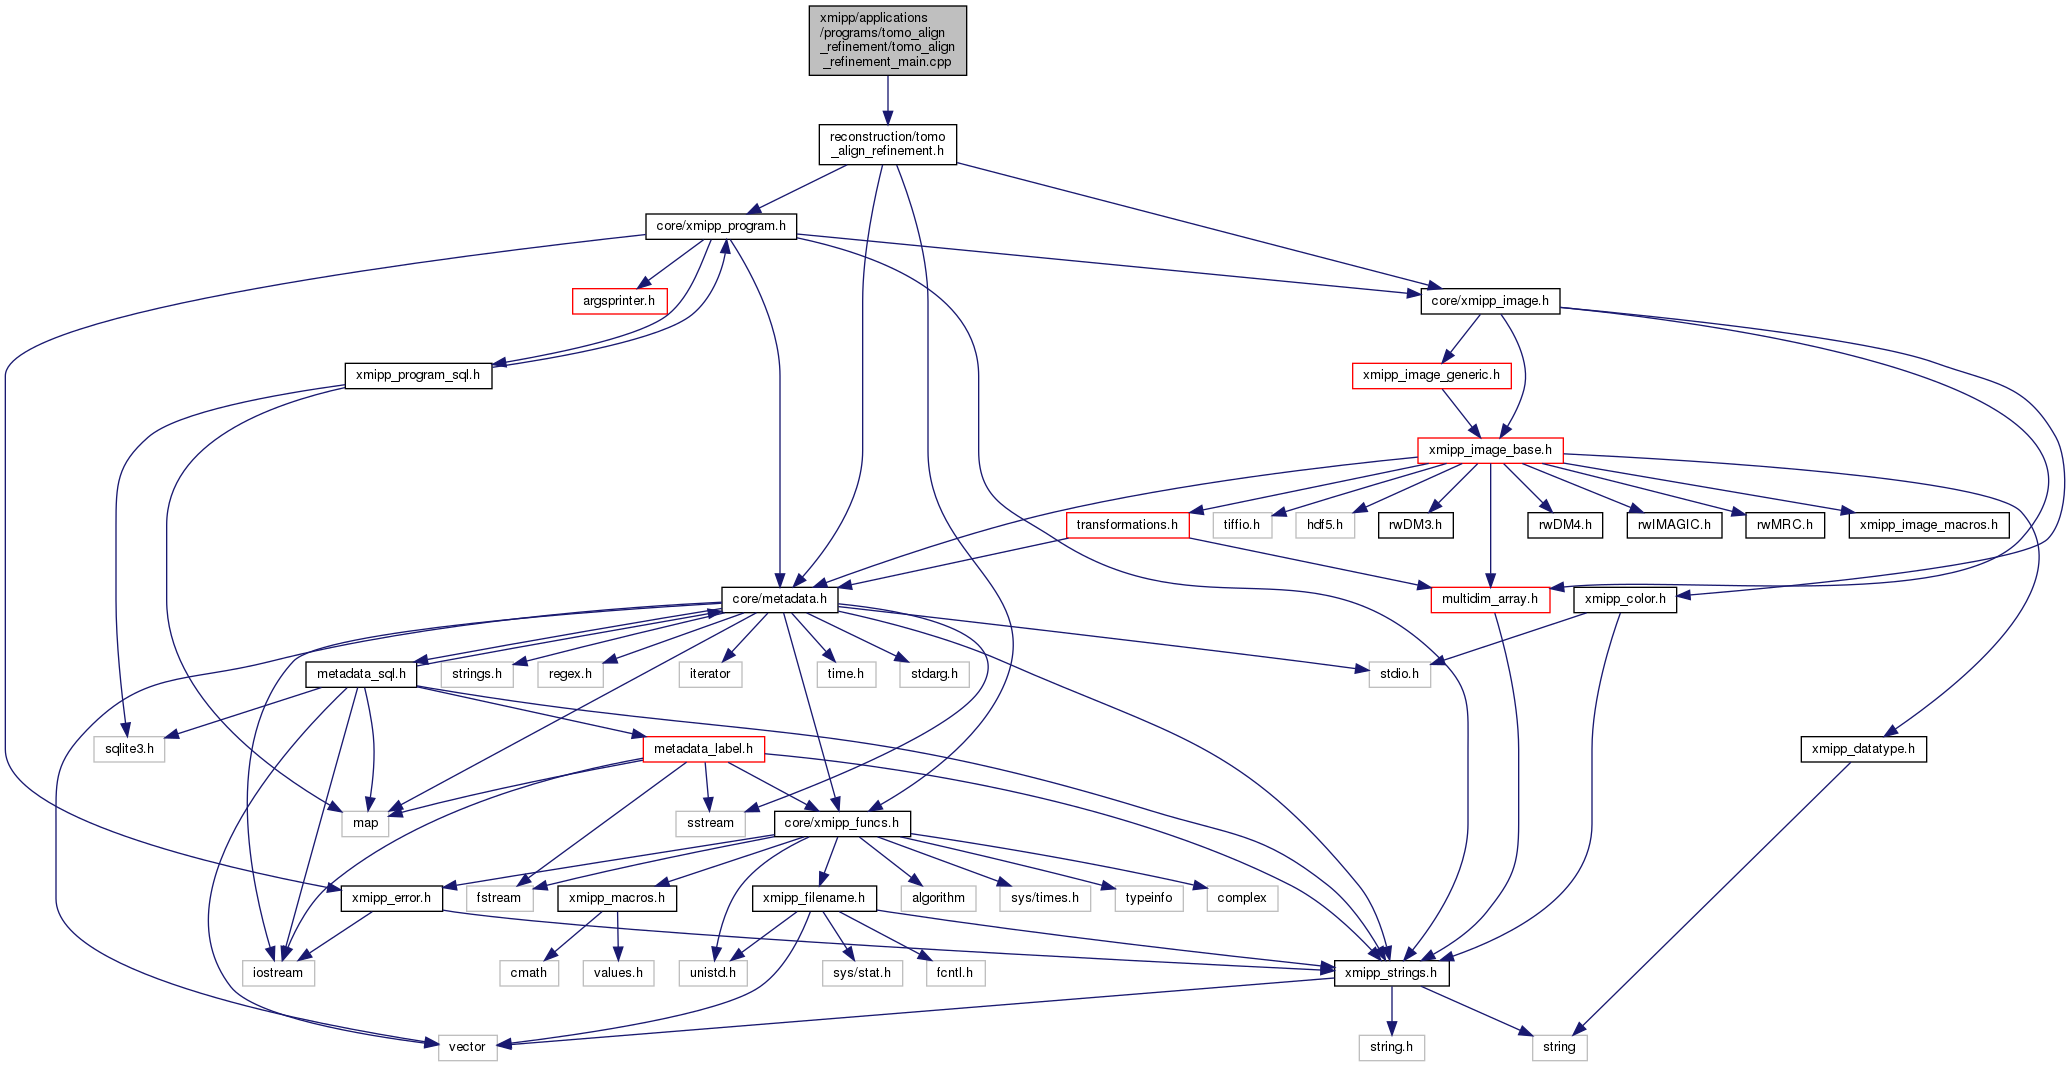 xmipp/applications
/programs/tomo_align
_refinement/tomo_align
_refinement_main.cpp
reconstruction/tomo
_align_refinement.h
core/xmipp_program.h
argsprinter.h
core/xmipp_image.h
xmipp_program_sql.h
xmipp_image_generic.h
xmipp_image_base.h
transformations.h
tiffio.h
hdf5.h
rwDM3.h
rwDM4.h
rwIMAGIC.h
rwMRC.h
xmipp_image_macros.h
core/metadata.h
multidim_array.h
xmipp_color.h
metadata_sql.h
strings.h
regex.h
iterator
time.h
stdarg.h
stdio.h
sqlite3.h
metadata_label.h
xmipp_datatype.h
map
sstream
core/xmipp_funcs.h
xmipp_error.h
fstream
xmipp_macros.h
xmipp_filename.h
algorithm
sys/times.h
typeinfo
complex
iostream
cmath
values.h
unistd.h
sys/stat.h
fcntl.h
xmipp_strings.h
vector
string.h
string